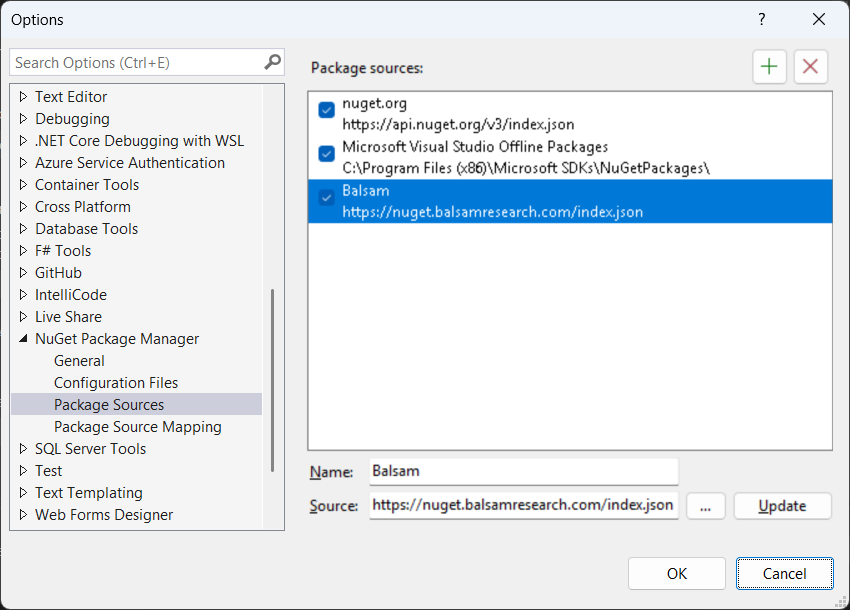 Options
?
Search Options (Ctrl+E)
Text Editor
Debugging
.NET Core Debugging with WSL
Azure Service Authentication
Container Tools
Cross Platform
Database Tools
F# Tools
GitHub
IntelliCode
Live Share
NuGet Package Manager
General
Configuration Files
Package Sources
Package Source Mapping
SQL Server Tools
Test
Text Templating
Web Forms Designer
Package sources:
nuget.org
https://api.nuget.org/v3/index.json
Microsoft Visual Studio Offline Packages
C:\Program Files (x86)\Microsoft SDKs\NuGetPackages\
Balsam
https://nuget.balsamresearch.com/index.json
Name: Balsam
Source: https://nuget.balsamresearch.com/index.json ... Update
OK Cancel